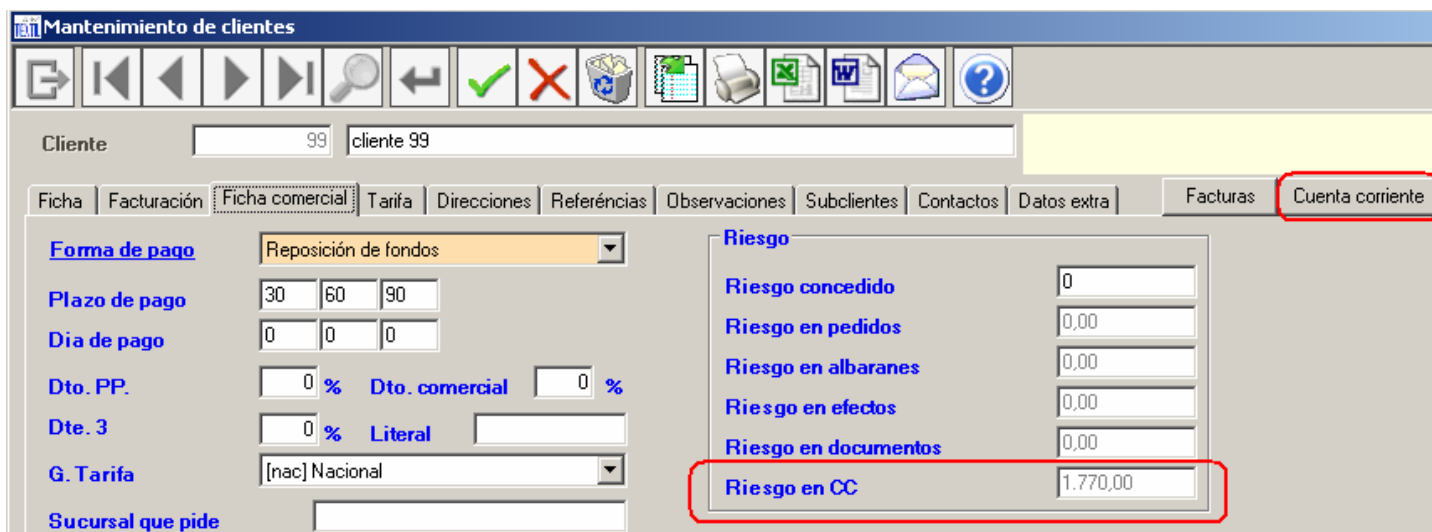 Mantenimiento de clientes
Cliente 99 cliente 99
Ficha Facturación Ficha comercial Tarifa Direcciones Referéncias Observaciones Subclientes Contactos Datos extra Facturas Cuenta corriente
Forma de pago Reposición de fondos
Plazo de pago 30 60 90
Dia de pago 0 0 0
Dto. PP. 0 % Dto. comercial 0 %
Dte. 3 0 % Literal
G. Tarifa [nac] Nacional
Sucursal que pide
Riesgo
Riesgo concedido 0
Riesgo en pedidos 0,00
Riesgo en albaranes 0,00
Riesgo en efectos 0,00
Riesgo en documentos 0,00
Riesgo en CC 1.770,00